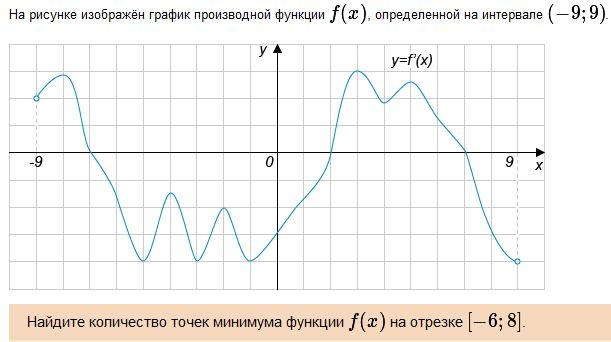 На рисунке изображён график производной функции f(x), определенной на интервале (−9; 9).
y
y=f'(x)
-9
0
9
x
Найдите количество точек минимума функции f(x) на отрезке [−6; 8].